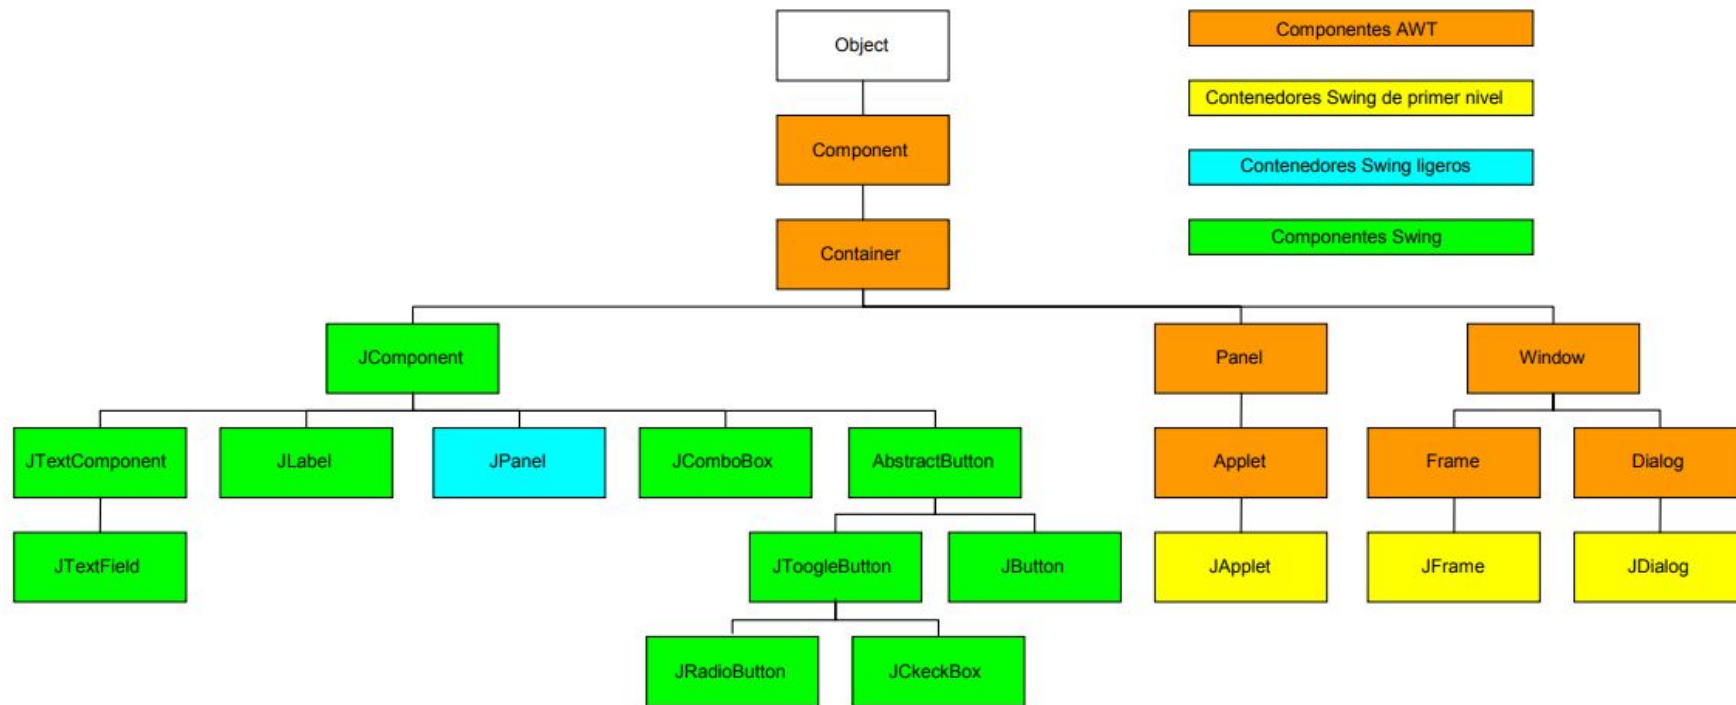 Object
Componentes AWT
Contenedores Swing de primer nivel
Component
Contenedores Swing ligeros
Container
Componentes Swing
JComponent
Panel
Window
JTextComponent
JLabel
JPanel
JComboBox
AbstractButton
Applet
Frame
Dialog
JTextField
JToogleButton
JButton
JApplet
JFrame
JDialog
JRadioButton
JCkeckBox